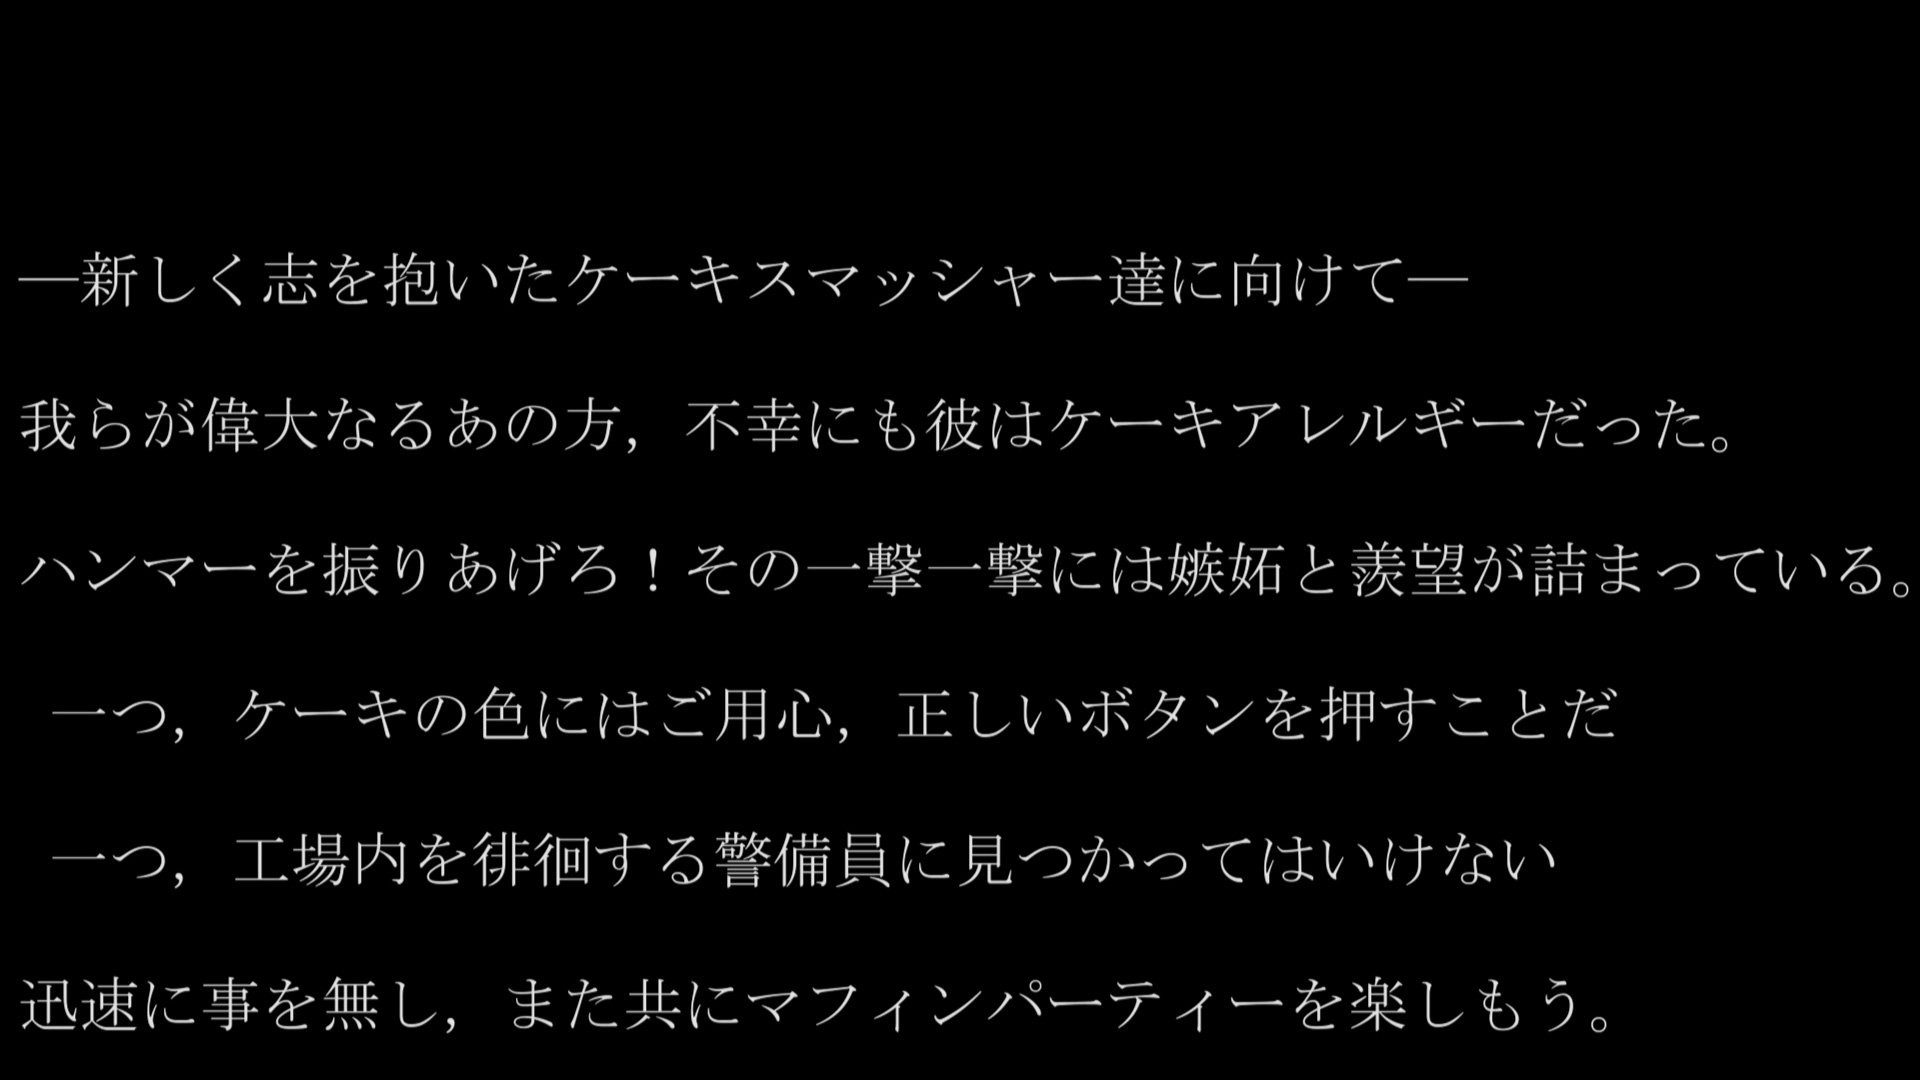 ―新しく志を抱いたケーキスマッシャー達に向けて―
我らが偉大なるあの方，不幸にも彼はケーキアレルギーだった。
ハンマーを振りあげろ！その一撃一撃には嫉妬と羨望が詰まっている。
一つ，ケーキの色にはご用心，正しいボタンを押すことだ
一つ，工場内を徘徊する警備員に見つかってはいけない
迅速に事を無し，また共にマフィンパーティーを楽しもう。